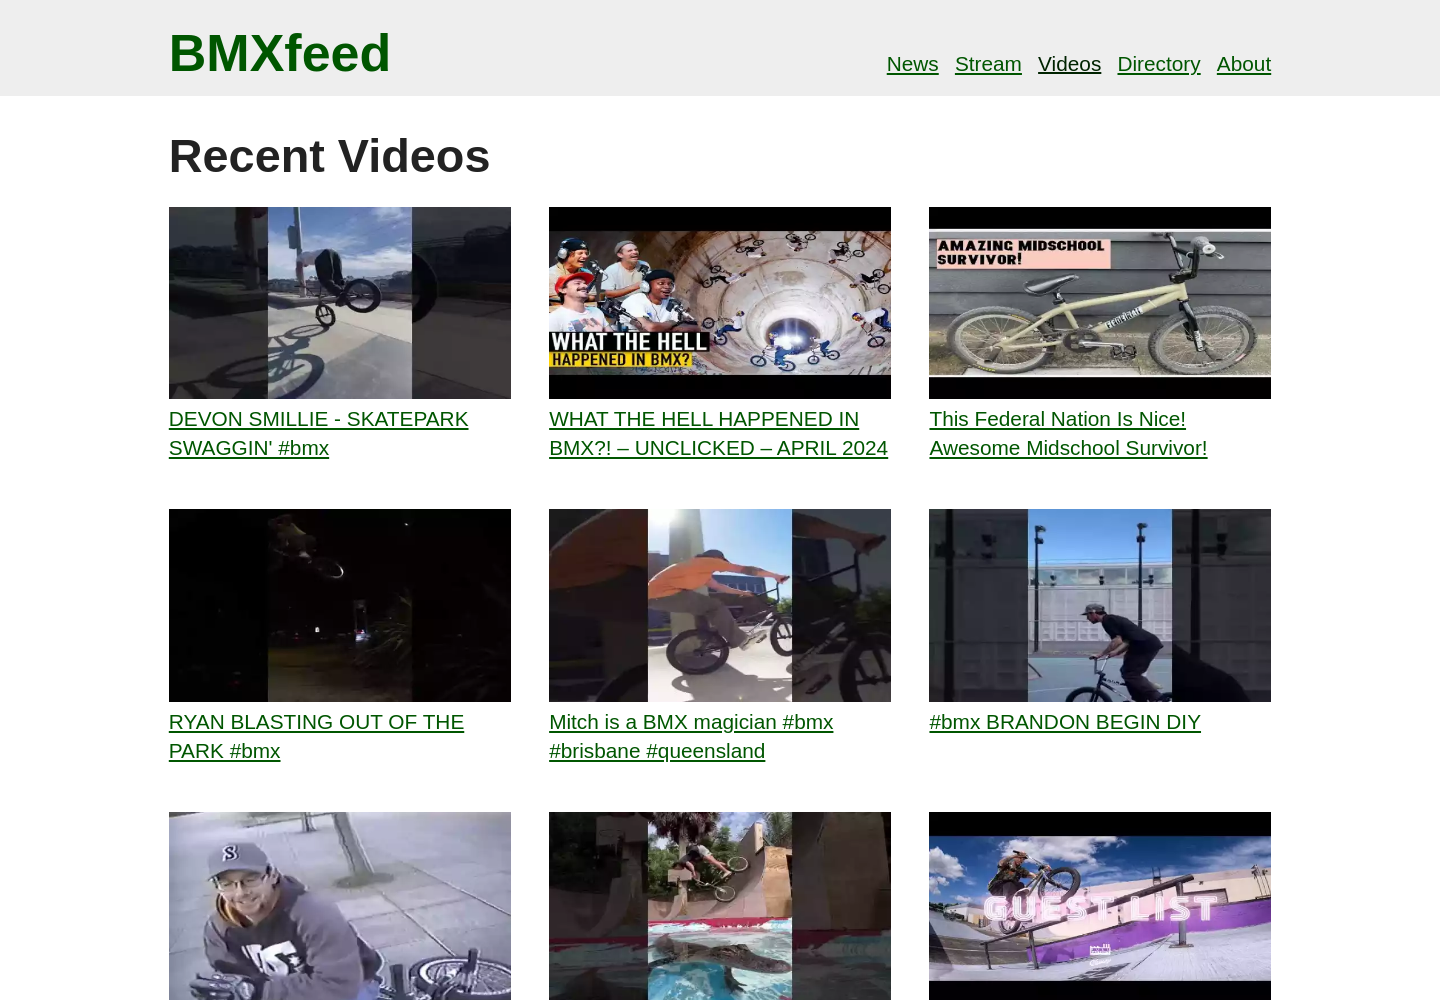 BMXfeed
News Stream Videos Directory About
Recent Videos
AMAZING MIDSCHOOL
SURVIVOR!
WHAT THE HELL
HAPPENED IN BMX?
DEVON SMILLIE - SKATEPARK
SWAGGIN' #bmx
WHAT THE HELL HAPPENED IN
BMX?! – UNCLICKED – APRIL 2024
This Federal Nation Is Nice!
Awesome Midschool Survivor!
RYAN BLASTING OUT OF THE
PARK #bmx
Mitch is a BMX magician #bmx
#brisbane #queensland
#bmx BRANDON BEGIN DIY
GUEST LIST